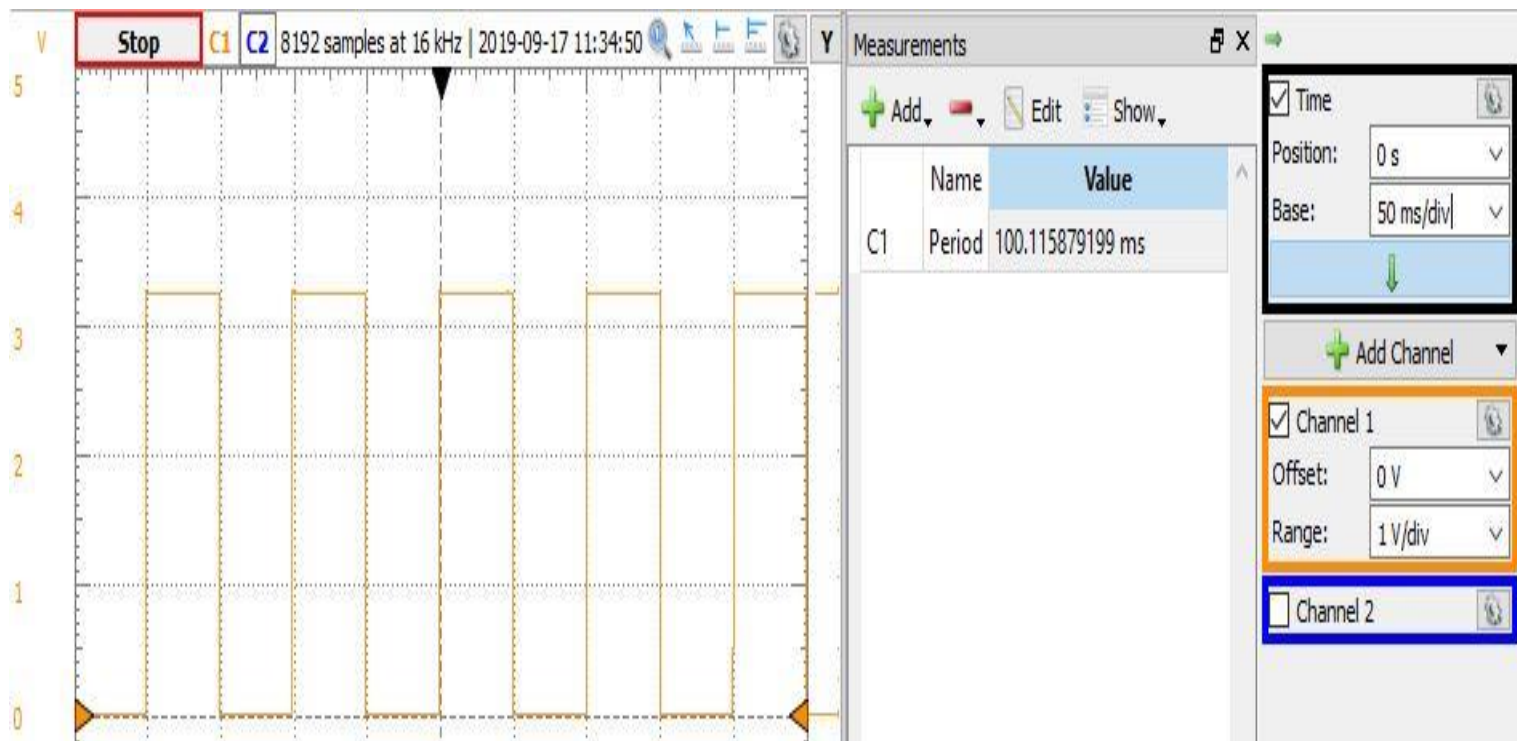 V
Stop C1 C2 8192 samples at 16 kHz | 2019-09-17 11:34:50 Y
5
4
3
2
1
0
Measurements X
Add Edit Show
Name Value
C1 Period 100.115879199 ms
Time
Position: 0 s
Base: 50 ms/div
Add Channel
Channel 1
Offset: 0 V
Range: 1 V/div
Channel 2